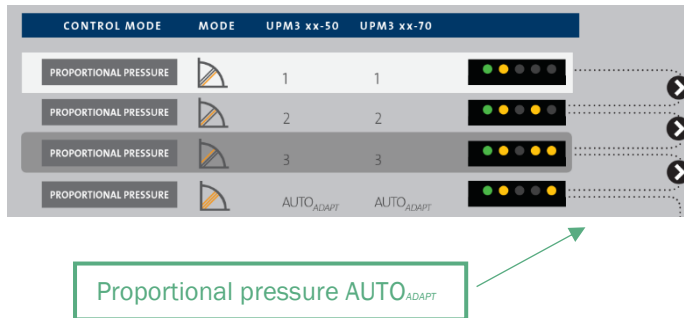 CONTROL MODE MODE UPM3 xx-50 UPM3 xx-70
PROPORTIONAL PRESSURE 1 1
PROPORTIONAL PRESSURE 2 2
PROPORTIONAL PRESSURE 3 3
PROPORTIONAL PRESSURE AUTOADAPT AUTOADAPT
Proportional pressure AUTOADAPT